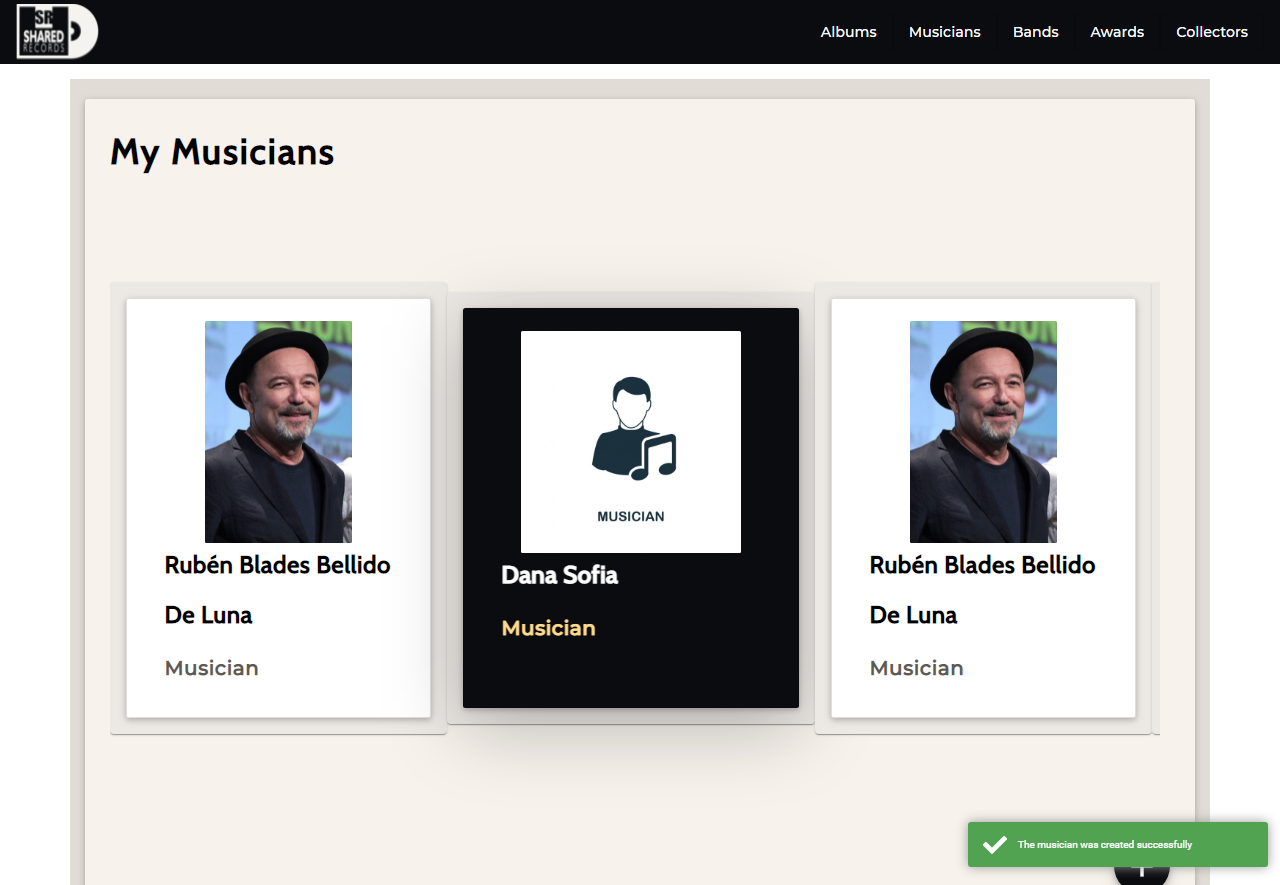 SR
SHARED
RECORDS
Albums
Musicians
Bands
Awards
Collectors
My Musicians
Rubén Blades Bellido
De Luna
Musician
MUSICIAN
Dana Sofia
Musician
Rubén Blades Bellido
De Luna
Musician
The musician was created successfully